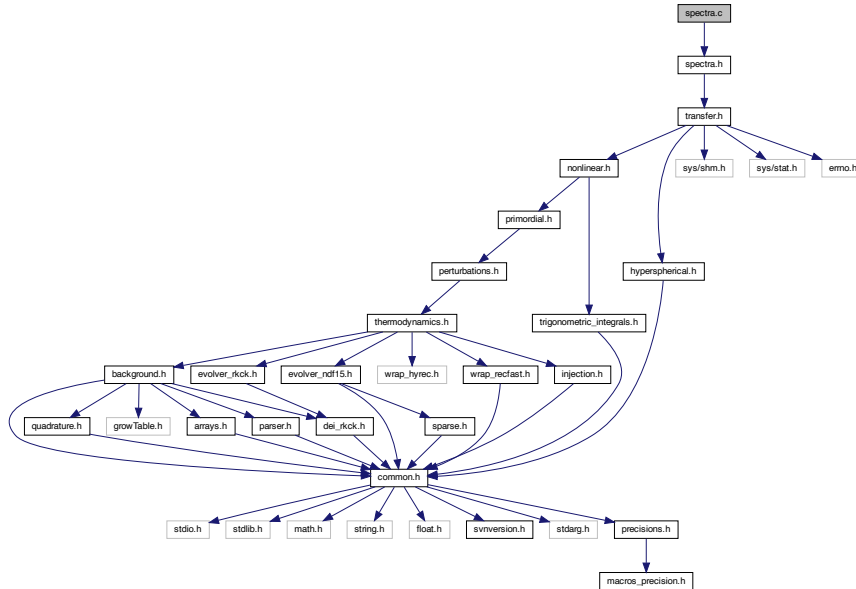 spectra.c
spectra.h
transfer.h
nonlinear.h
sys/shm.h
sys/stat.h
errno.h
primordial.h
perturbations.h
hyperspherical.h
thermodynamics.h
trigonometric_integrals.h
background.h
evolver_rkck.h
evolver_ndf15.h
wrap_hyrec.h
wrap_recfast.h
injection.h
quadrature.h
growTable.h
arrays.h
parser.h
dei_rkck.h
sparse.h
common.h
stdio.h
stdlib.h
math.h
string.h
float.h
svnversion.h
stdarg.h
precisions.h
macros_precision.h